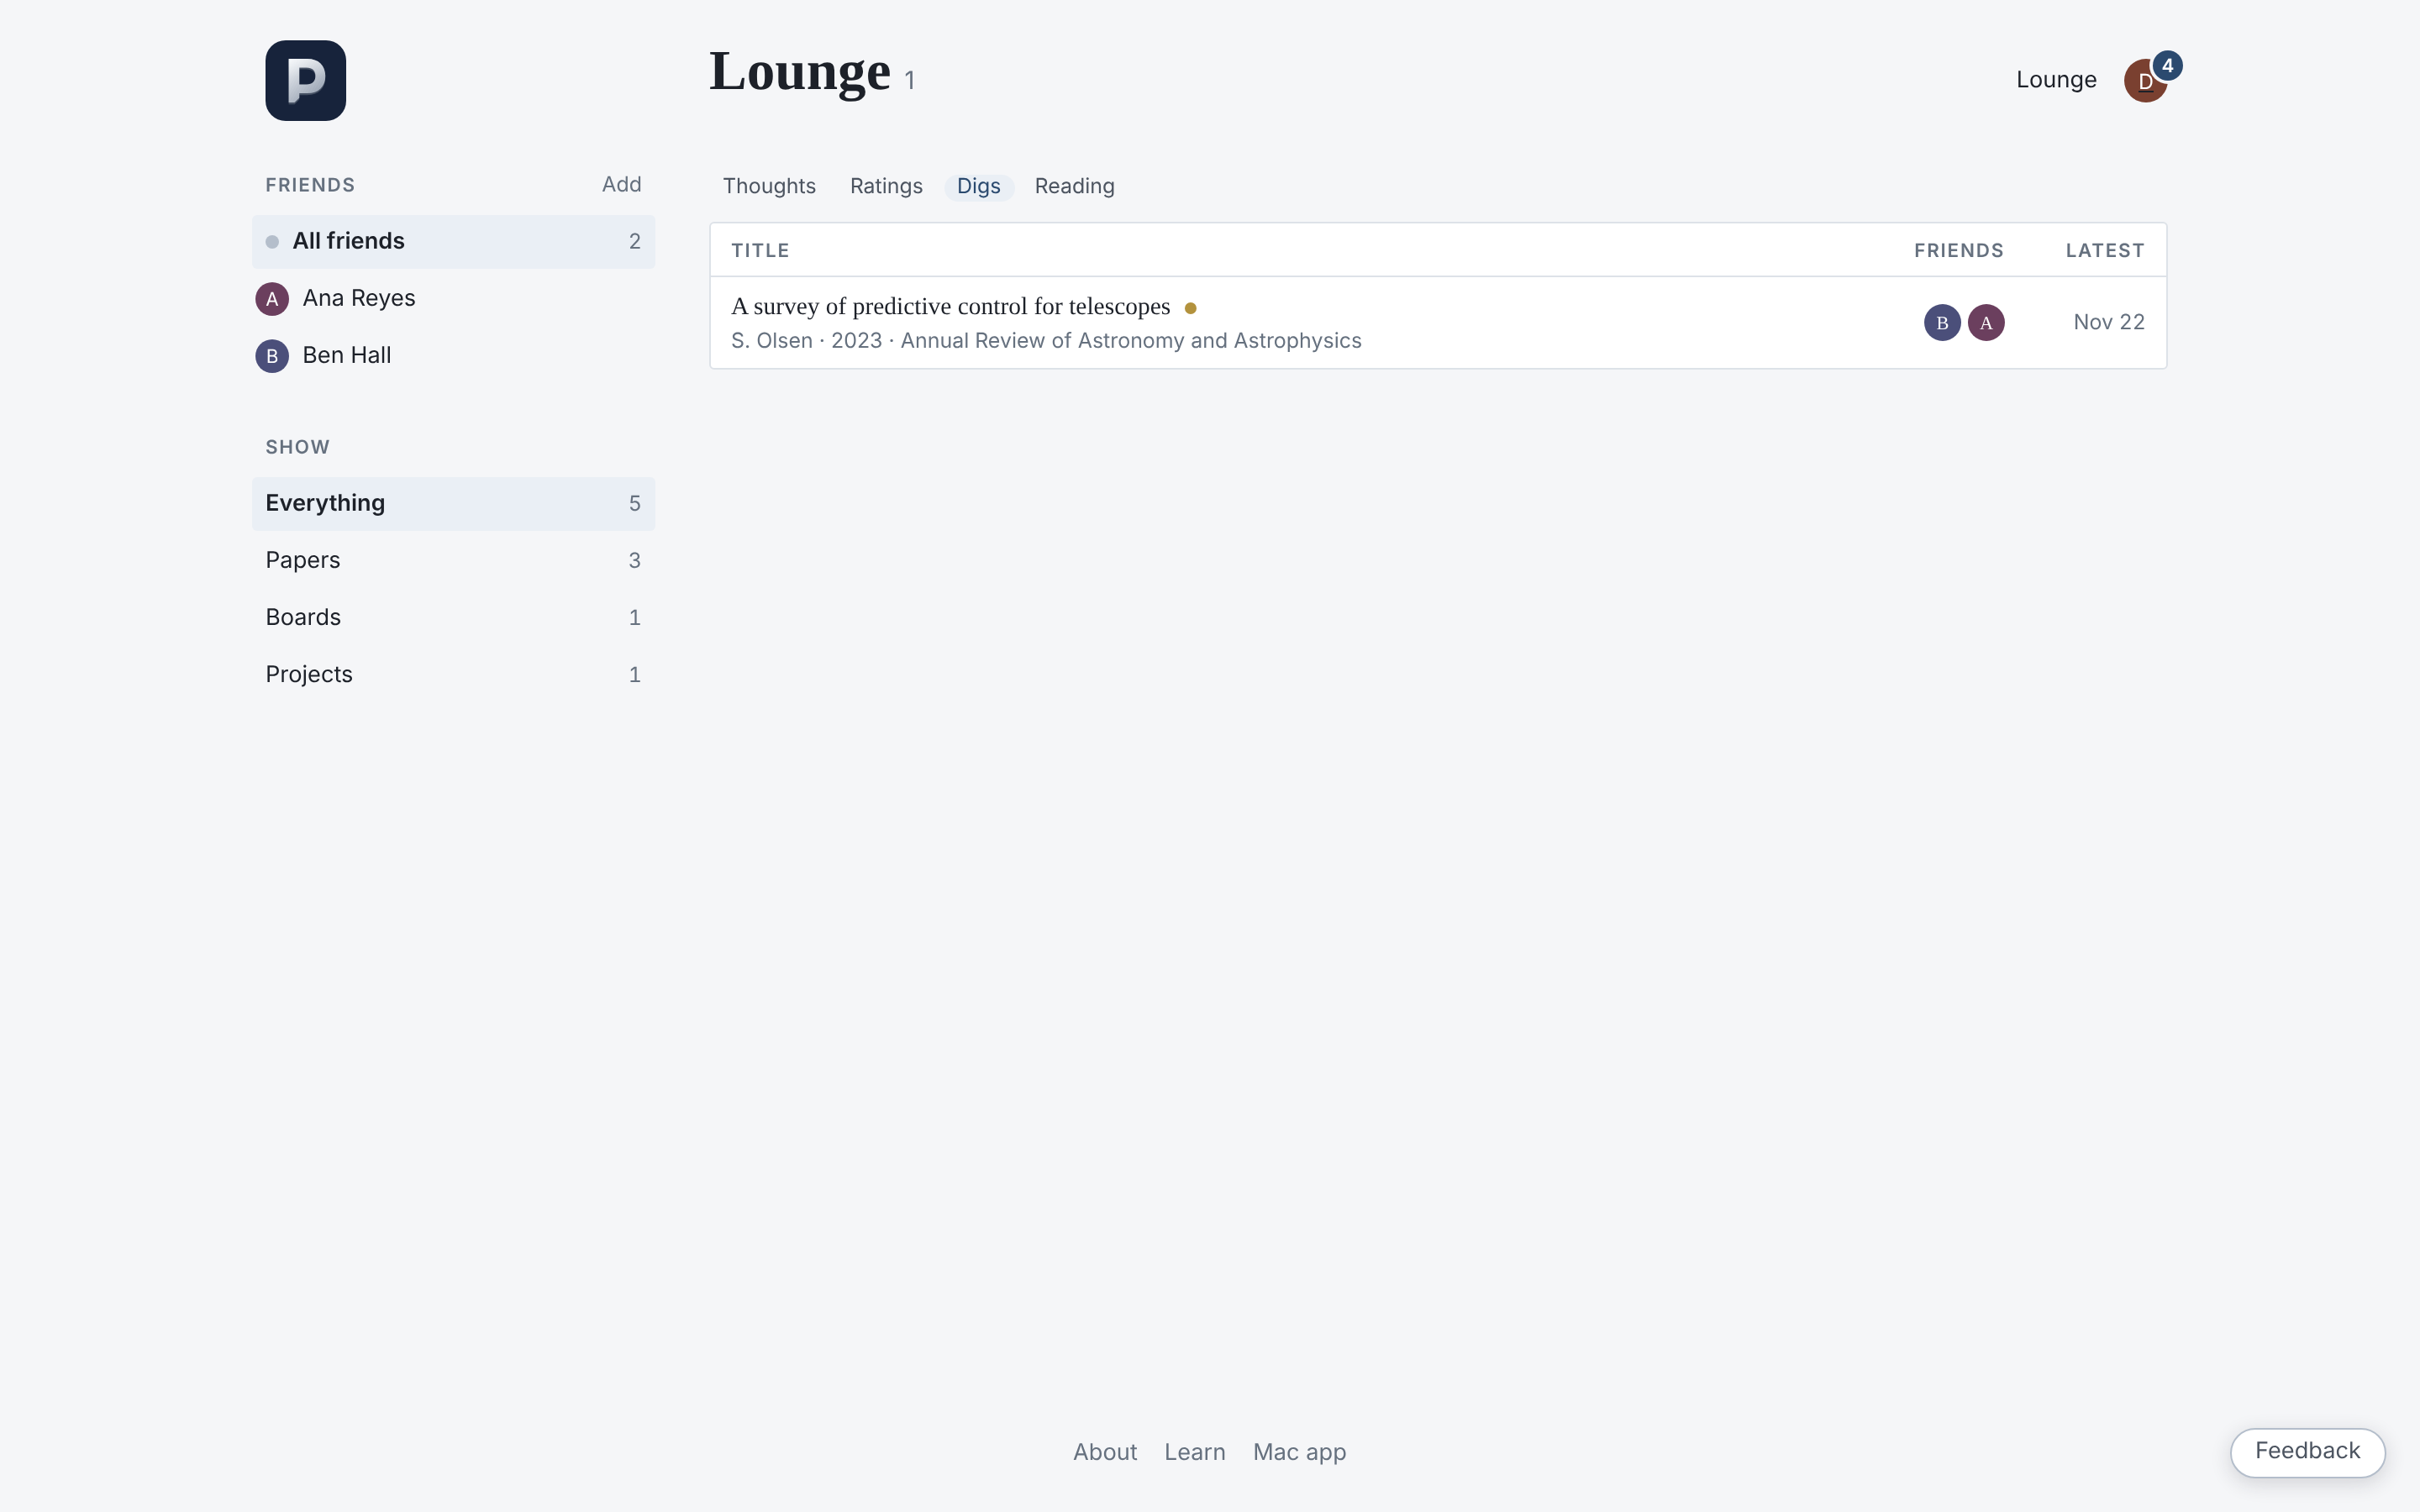 P
Lounge 1
Lounge
D
4
FRIENDS Add
All friends 2
A Ana Reyes
B Ben Hall
SHOW
Everything 5
Papers 3
Boards 1
Projects 1
Thoughts Ratings Digs Reading
TITLE FRIENDS LATEST
A survey of predictive control for telescopes
S. Olsen · 2023 · Annual Review of Astronomy and Astrophysics
B A Nov 22
About Learn Mac app
Feedback